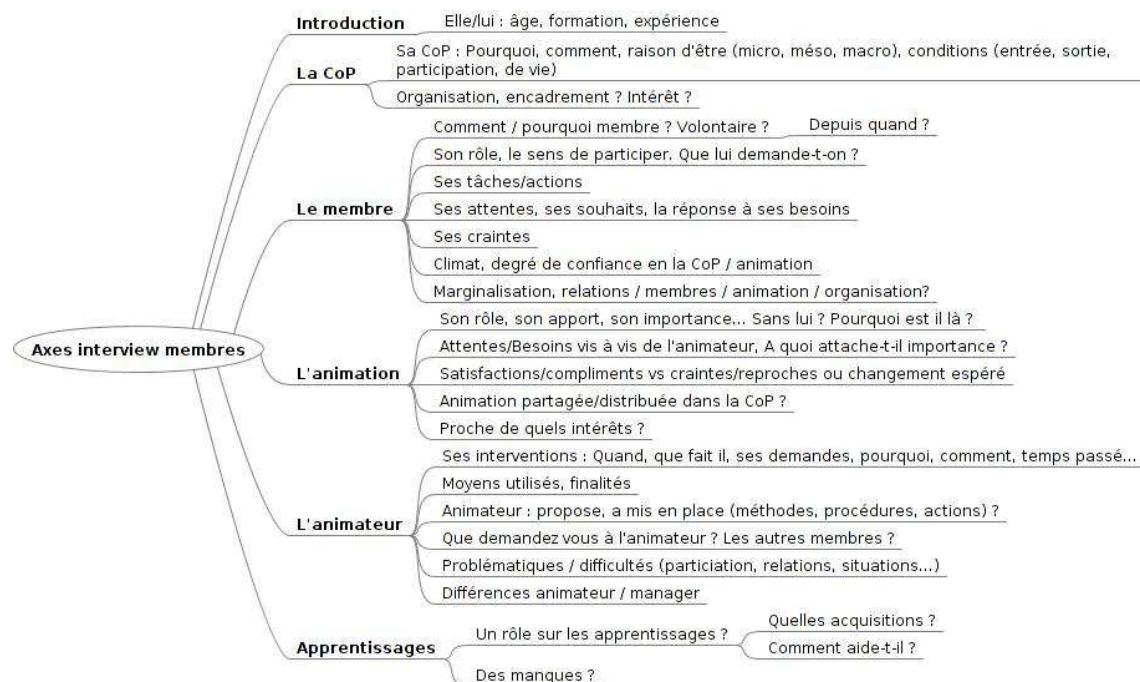 Axes interview membres
Introduction
Elle/lui : âge, formation, expérience
La CoP
Sa CoP : Pourquoi, comment, raison d'être (micro, méso, macro), conditions (entrée, sortie,
participation, de vie)
Organisation, encadrement ? Intérêt ?
Le membre
Comment / pourquoi membre ? Volontaire ?
Depuis quand ?
Son rôle, le sens de participer. Que lui demande-t-on ?
Ses tâches/actions
Ses attentes, ses souhaits, la réponse à ses besoins
Ses craintes
Climat, degré de confiance en la CoP / animation
Marginalisation, relations / membres / animation / organisation?
L'animation
Son rôle, son apport, son importance... Sans lui ? Pourquoi est il là ?
Attentes/Besoins vis à vis de l'animateur, A quoi attache-t-il importance ?
Satisfactions/compliments vs craintes/reproches ou changement espéré
Animation partagée/distribuée dans la CoP ?
Proche de quels intérêts ?
L'animateur
Ses interventions : Quand, que fait il, ses demandes, pourquoi, comment, temps passé...
Moyens utilisés, finalités
Animateur : propose, a mis en place (méthodes, procédures, actions) ?
Que demandez vous à l'animateur ? Les autres membres ?
Problématiques / difficultés (particiation, relations, situations...)
Différences animateur / manager
Apprentissages
Un rôle sur les apprentissages ?
Quelles acquisitions ?
Comment aide-t-il ?
Des manques ?